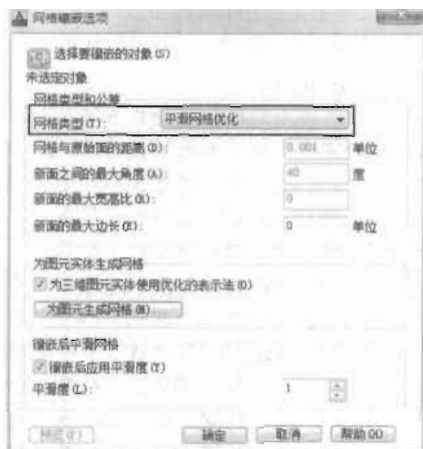 网格镶嵌选项
选择要镶嵌的对象(S)
未选定对象
网格类型和公差
网格类型(T): 平滑网格优化
网格与原始面的距离(D): 0.001 单位
新面之间的最大角度(A): 40 度
新面的最大宽高比(R): 0
新面的最大边长(E): 0 单位
为图元实体生成网格
为三维图元实体使用优化的表示法(O)
为图元生成网格(M)
镶嵌后平滑网格
镶嵌后应用平滑度(Y)
平滑度(L): 1
预览(P) 确定 取消 帮助(H)